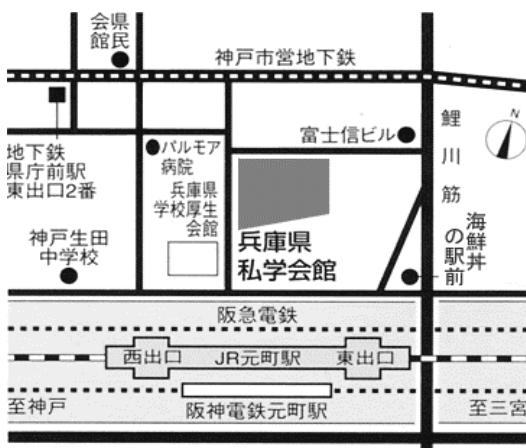 県民
会館
神戸市営地下鉄
N
富士信ビル
鯉川筋
パルモア
病院
地下鉄
県庁前駅
東出口2番
兵庫県
学校厚生
会館
兵庫県
私学会館
海鮮丼
の駅前
神戸生田
中学校
阪急電鉄
西出口
JR元町駅
東出口
至神戸
阪神電鉄元町駅
至三宮